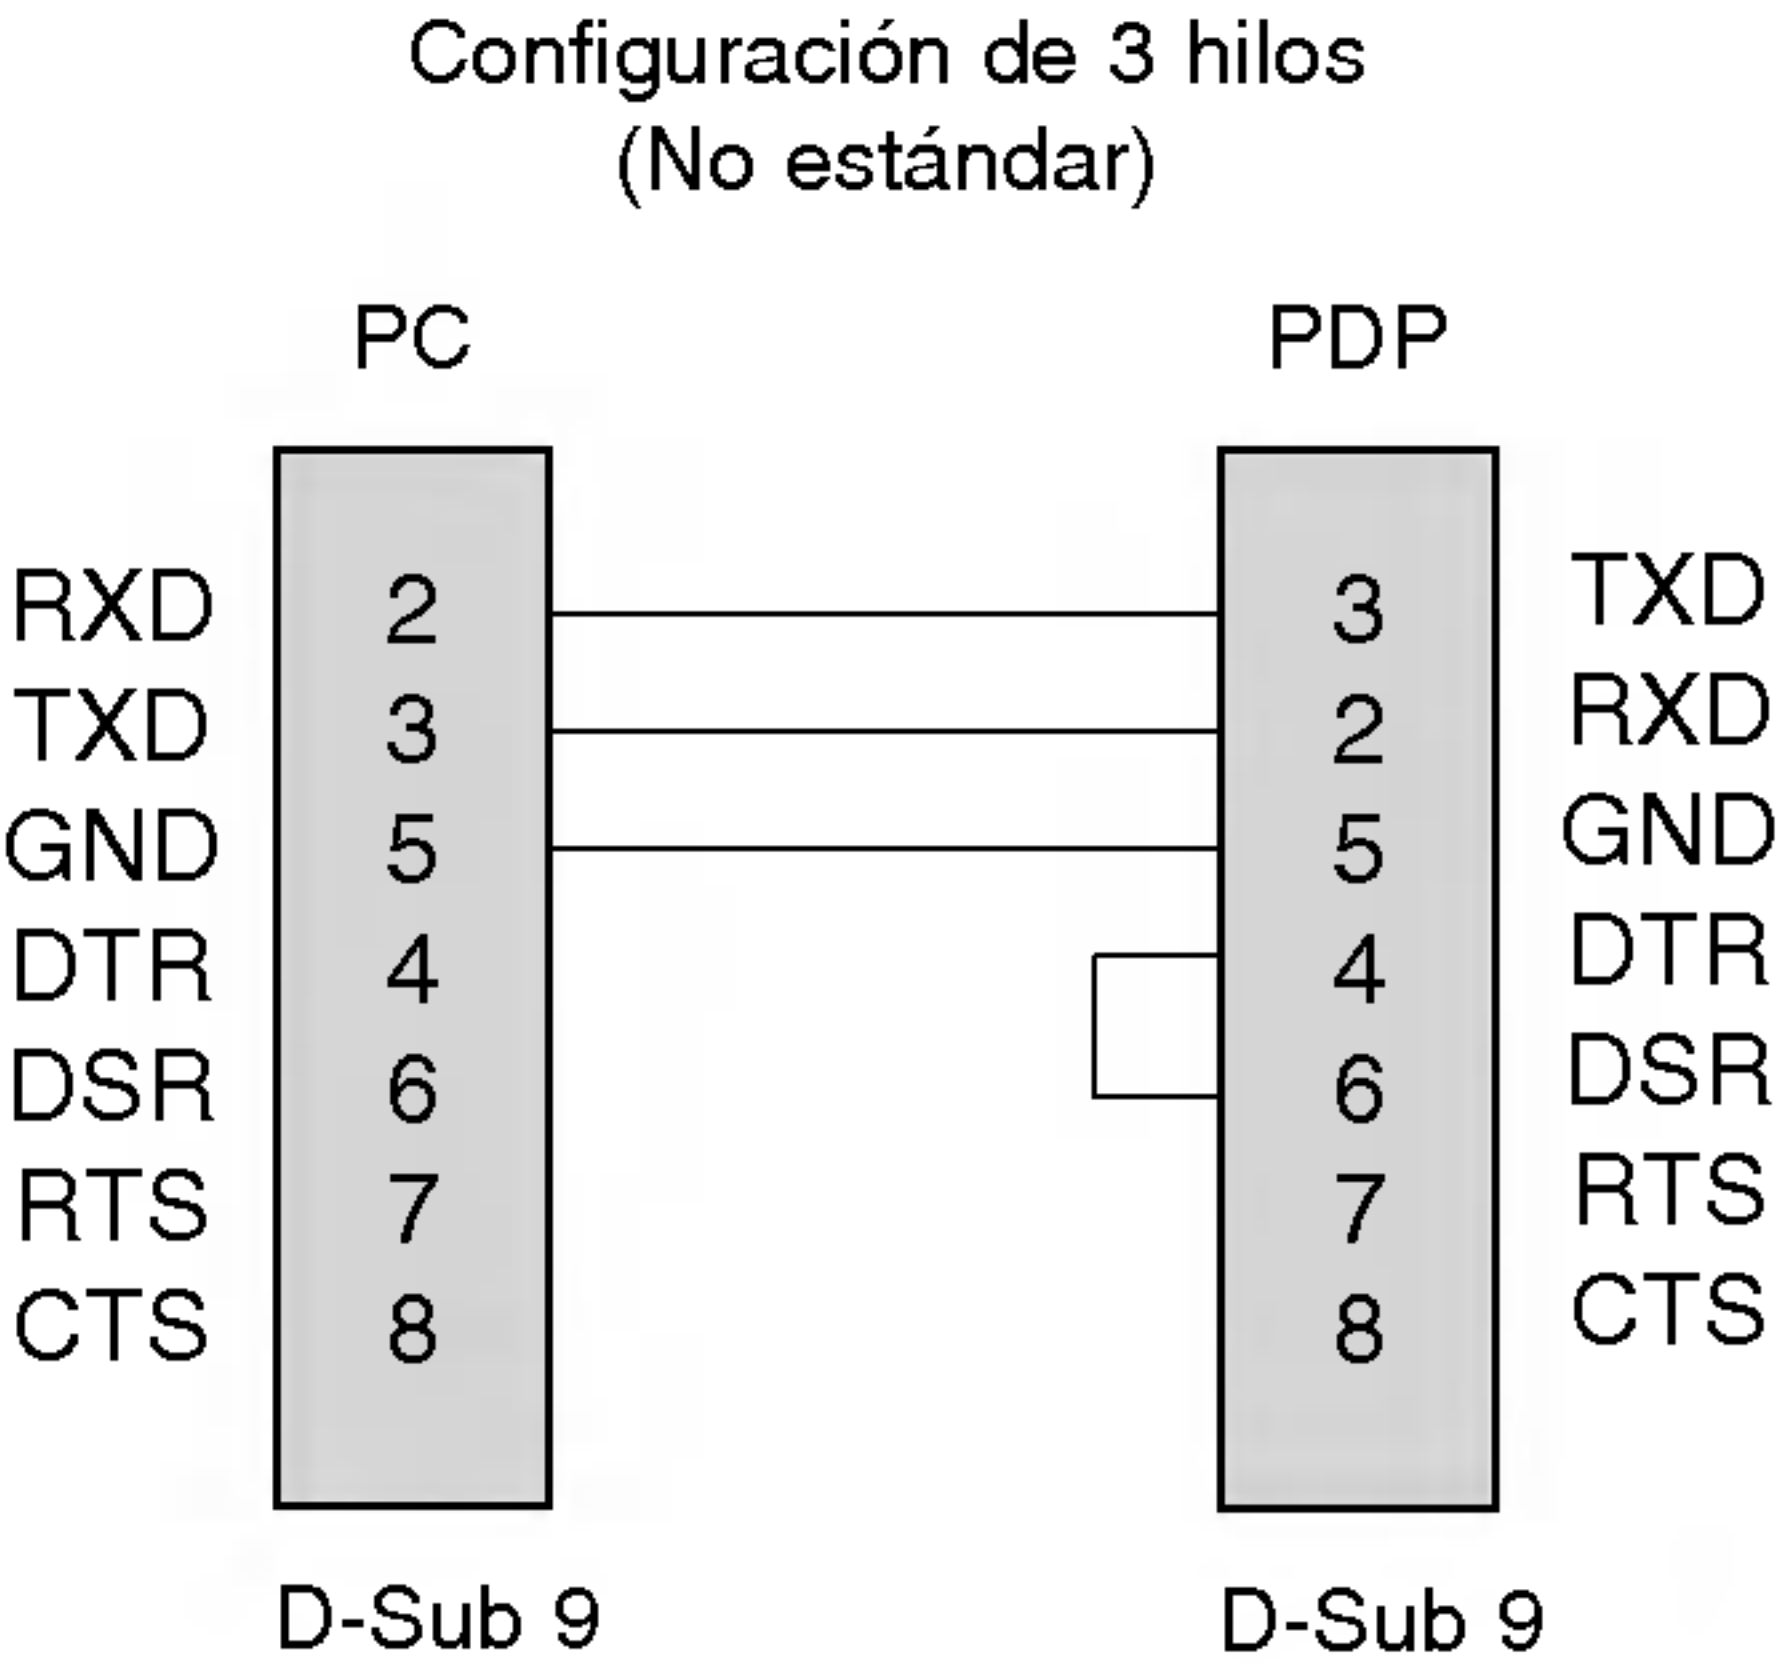 Configuración de 3 hilos
(No estándar)
PC PDP
RXD 2 3 TXD
TXD 3 2 RXD
GND 5 5 GND
DTR 4 4 DTR
DSR 6 6 DSR
RTS 7 7 RTS
CTS 8 8 CTS
D-Sub 9 D-Sub 9